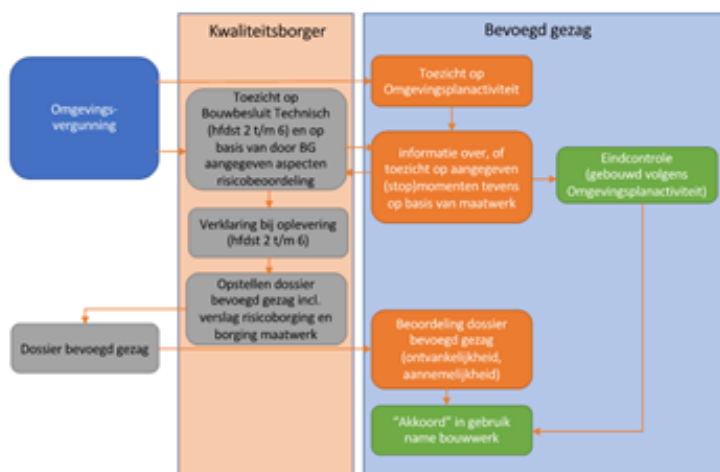 Kwaliteitsborger
Bevoegd gezag
Omgevings-
vergunning
Toezicht op
Bouwbesluit Technisch
(hfdst 2 t/m 6) en op
basis van door BG
aangegeven aspecten
risicobeoordeling
Toezicht op
Omgevingsplanactiviteit
informatie over, of
toezicht op aangegeven
(stop)momenten tevens
op basis van maatwerk
Eindcontrole
(gebouwd volgens
Omgevingsplanactiviteit)
Verklaring bij oplevering
(hfdst 2 t/m 6)
Opstellen dossier
bevoegd gezag incl.
verslag risicoborging en
borging maatwerk
Dossier bevoegd gezag
Beoordeling dossier
bevoegd gezag
(ontvankelijkheid,
aannemelijkheid)
"Akkoord" in gebruik
name bouwwerk